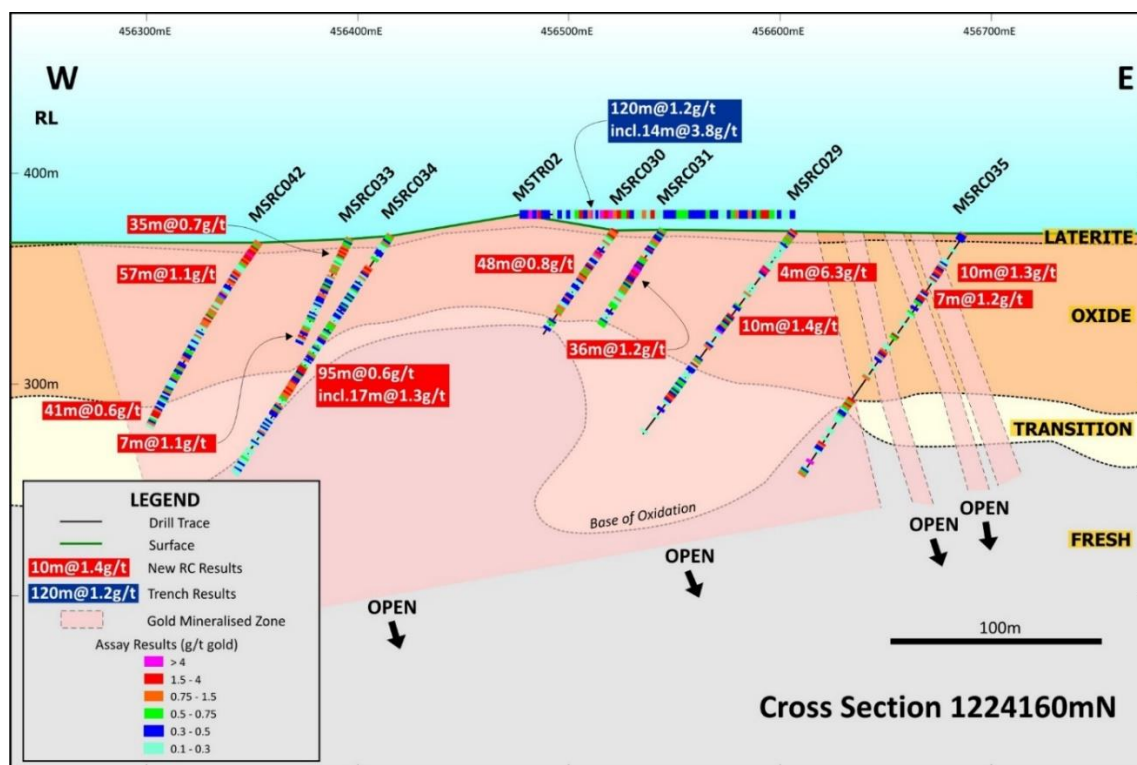 456300mE
456400mE
456500mE
456600mE
456700mE
W
E
RL
120m@1.2g/t
incl.14m@3.8g/t
400m
MSRC042
MSRC033
MSRC034
MSTR02
MSRC030
MSRC031
MSRC029
MSRC035
35m@0.7g/t
LATERITE
57m@1.1g/t
48m@0.8g/t
4m@6.3g/t
10m@1.3g/t
7m@1.2g/t
OXIDE
10m@1.4g/t
36m@1.2g/t
300m
95m@0.6g/t
incl.17m@1.3g/t
41m@0.6g/t
7m@1.1g/t
TRANSITION
Base of Oxidation
FRESH
OPEN
OPEN
OPEN
OPEN
LEGEND
Drill Trace
Surface
10m@1.4g/t New RC Results
120m@1.2g/t Trench Results
Gold Mineralised Zone
Assay Results (g/t gold)
> 4
1.5 - 4
0.75 - 1.5
0.5 - 0.75
0.3 - 0.5
0.1 - 0.3
100m
Cross Section 1224160mN